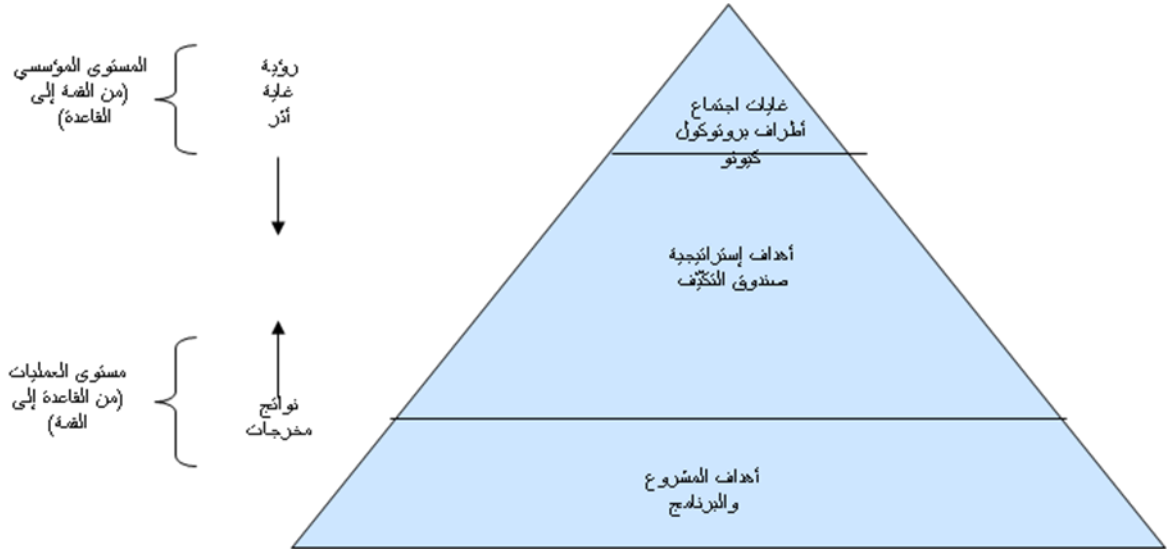 المستوى المؤسسي
(من القمة إلى
القاعدة)
رؤية
غاية
أثر
غايات اجتماع
أطراف بروتوكول
كيوتو
أهداف إستراتيجية
صندوق التكيّف
مستوى العمليات
(من القاعدة إلى
القمة)
نواتج
مخرجات
أهداف المشروع
والبرنامج